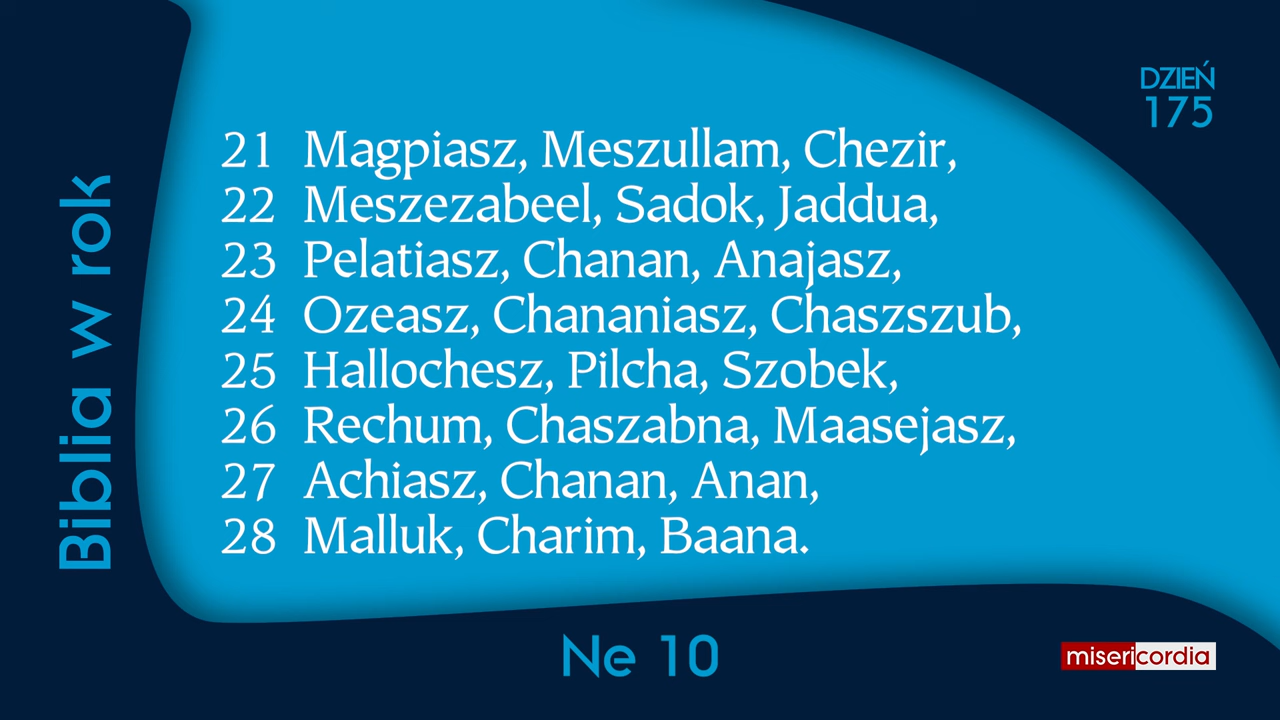 DZIEŃ
175
21 Magpiasz, Meszullam, Chezir,
22 Meszezabeel, Sadok, Jaddua,
23 Pelatiasz, Chanan, Anajasz,
24 Ozeasz, Chananiasz, Chaszszub,
25 Hallochesz, Pilcha, Szobek,
26 Rechum, Chaszabna, Maasejasz,
27 Achiasz, Chanan, Anan,
28 Malluk, Charim, Baana.
Biblia w rok
Ne 10
misericordia